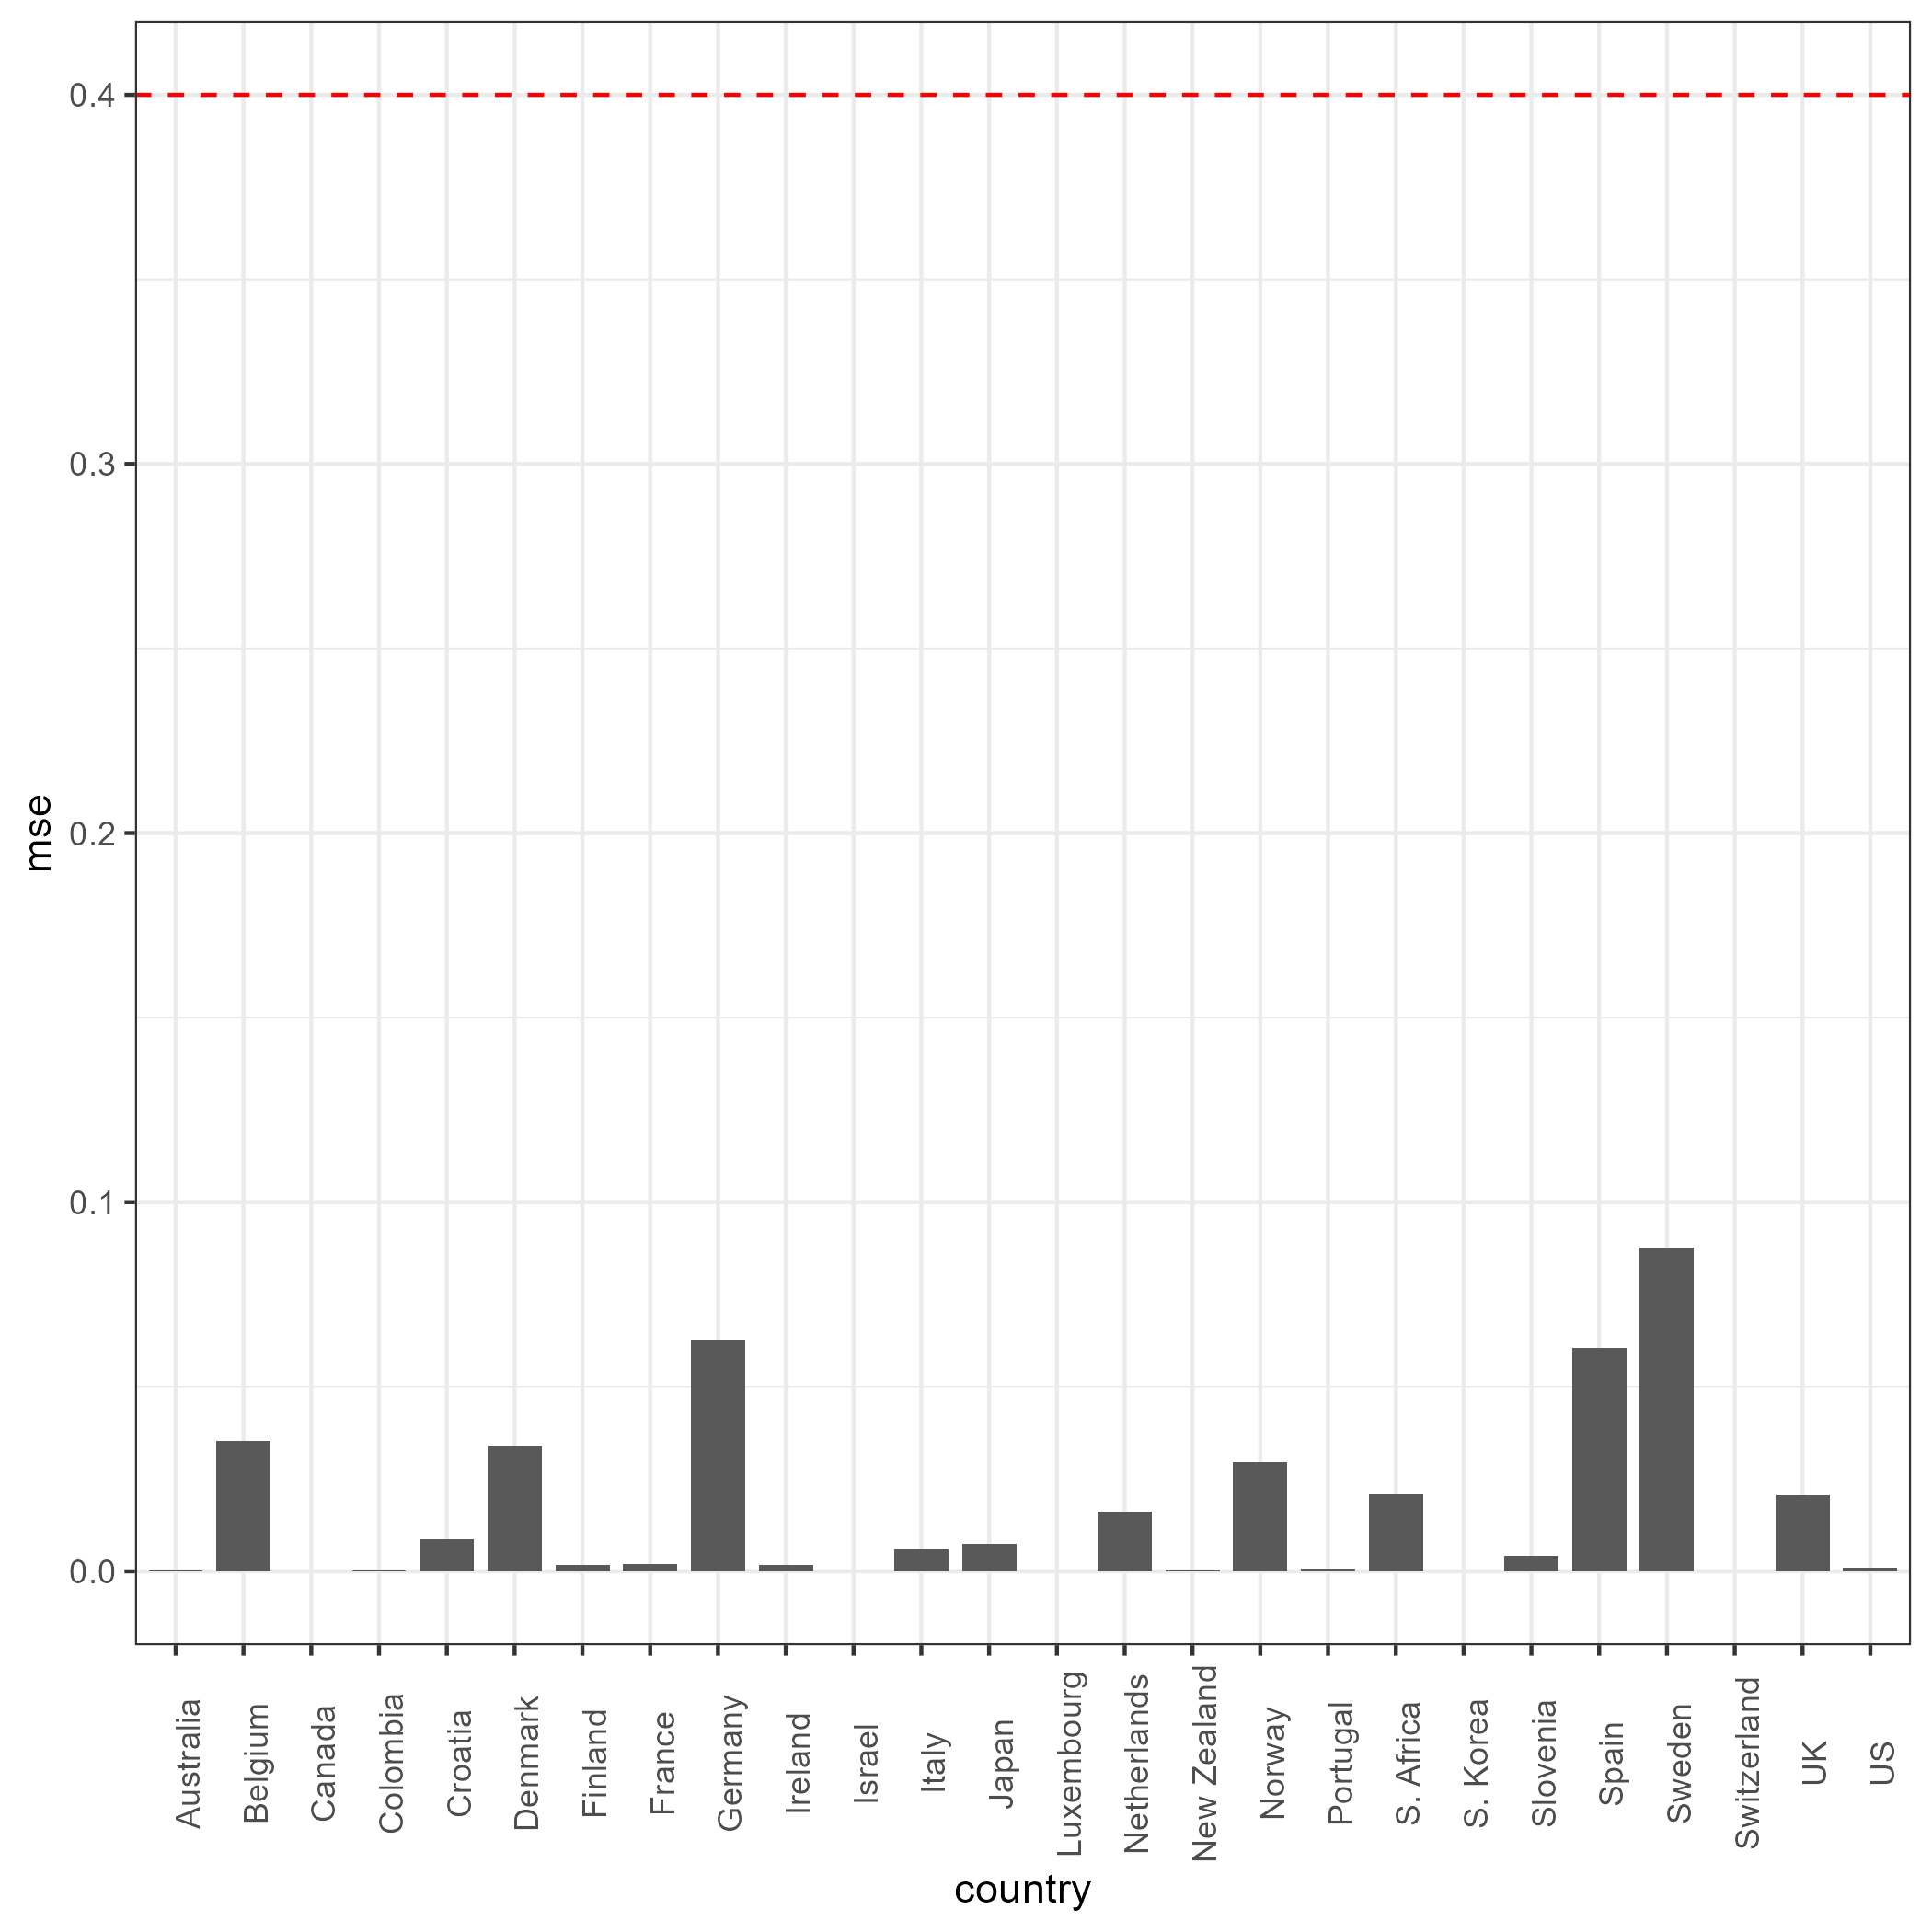 mse
0.4
0.3
0.2
0.1
0.0
Australia
Belgium
Canada
Colombia
Croatia
Denmark
Finland
France
Germany
Ireland
Israel
Italy
Japan
Luxembourg
Netherlands
New Zealand
Norway
Portugal
S. Africa
S. Korea
Slovenia
Spain
Sweden
Switzerland
UK
US
country